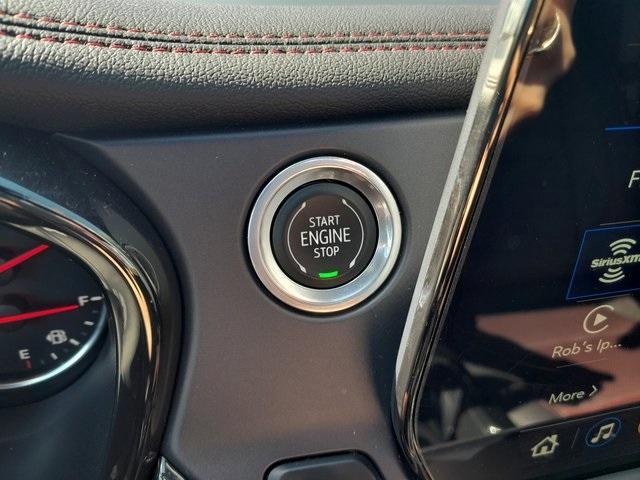 START
ENGINE
STOP
F
E
F
SiriusXM
Rob's Ip...
More >